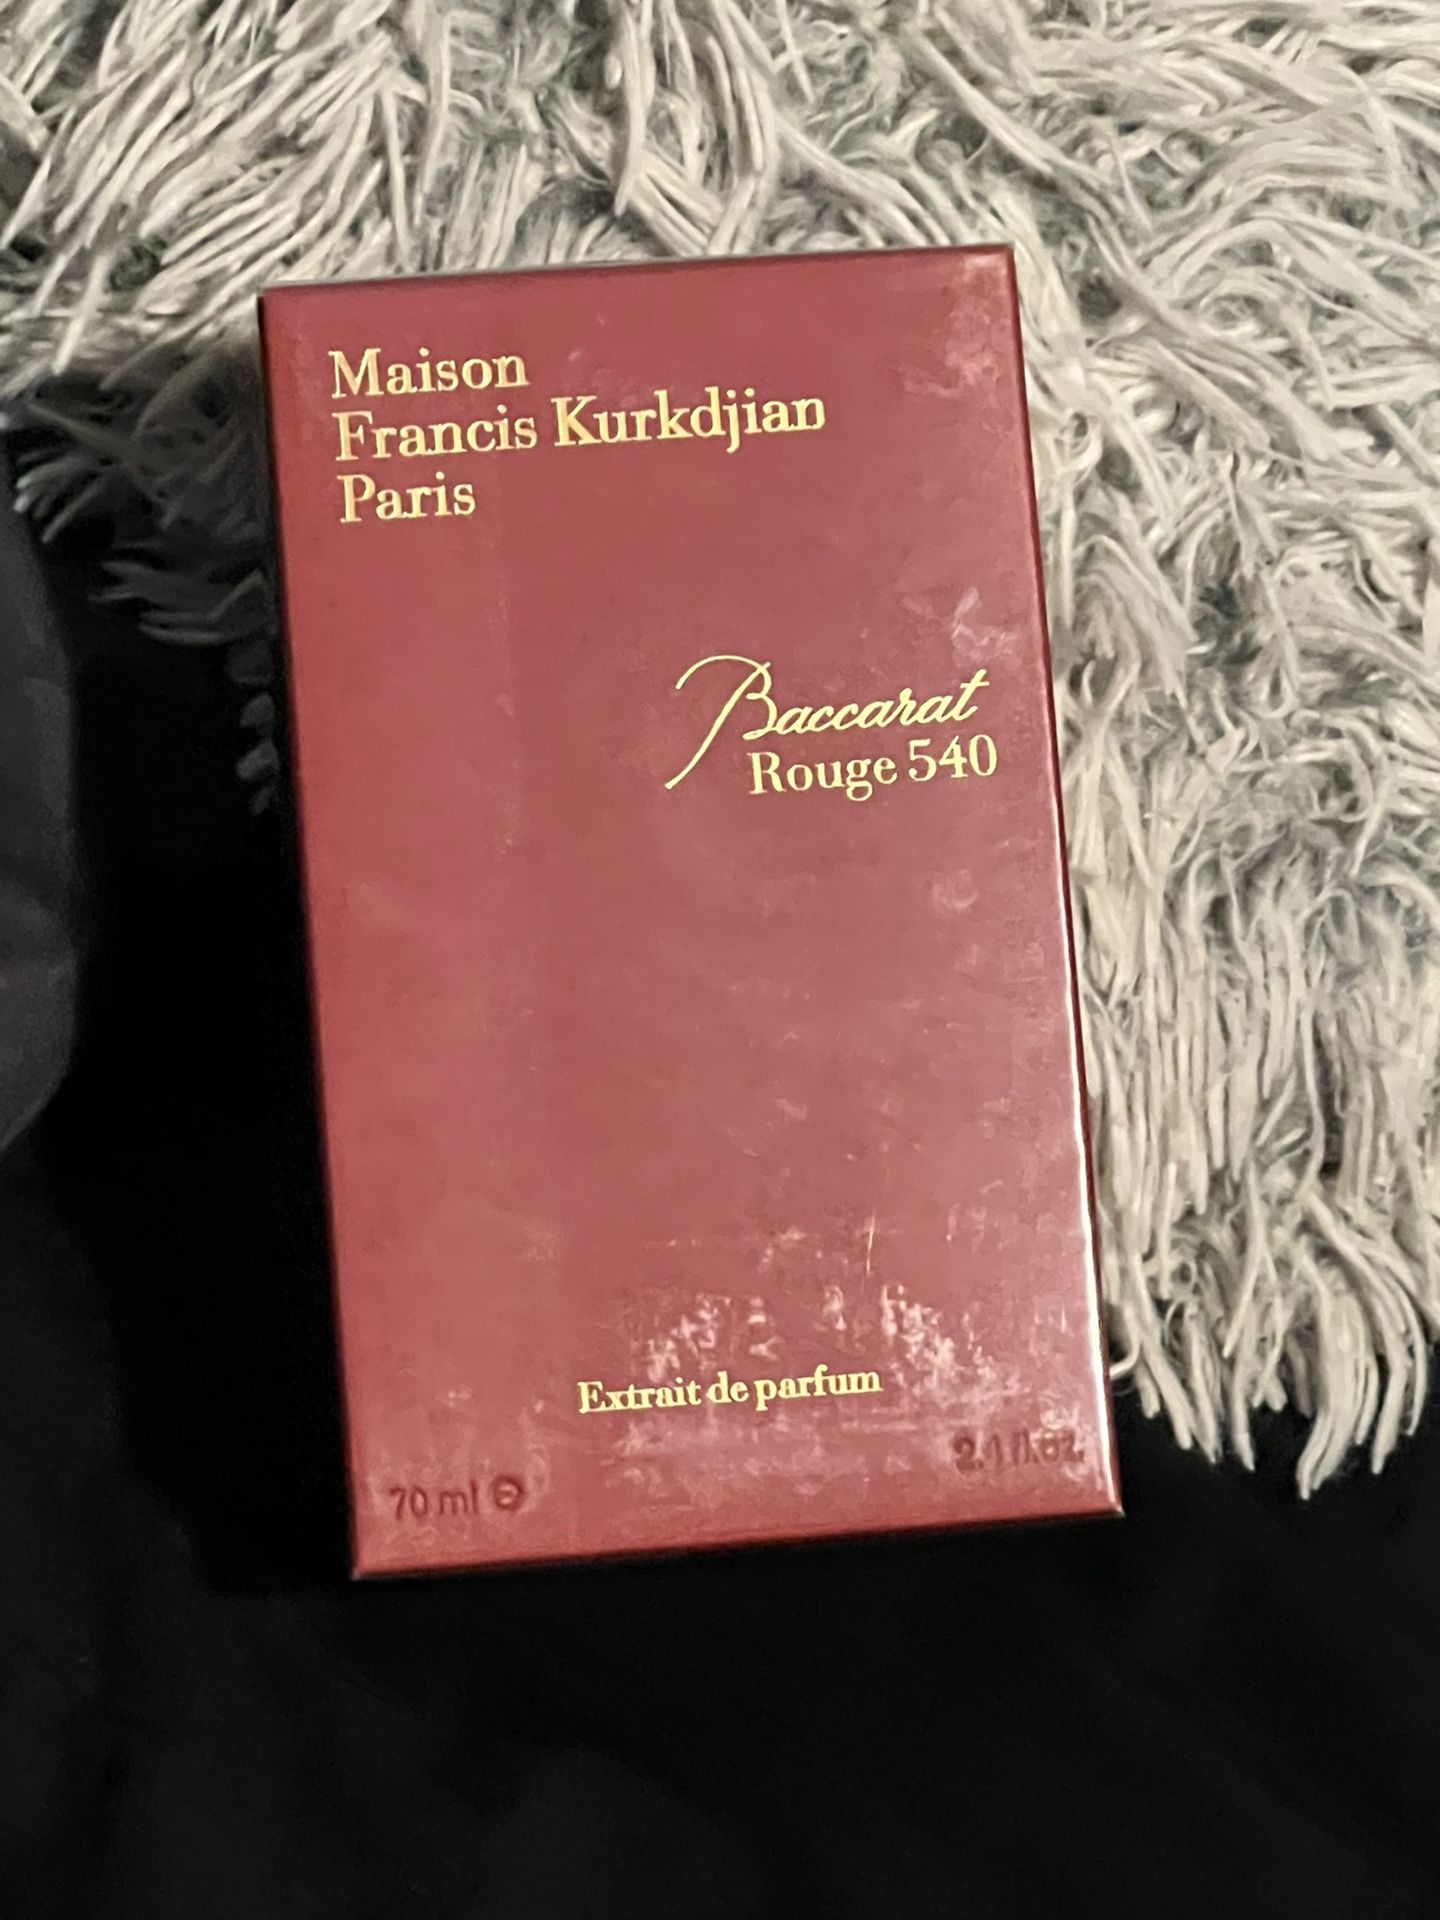 Maison
Francis Kurkdjian
Paris
Baccarat
Rouge 540
Extrait de parfum
70 ml ⊖ 2.4 fl.oz.